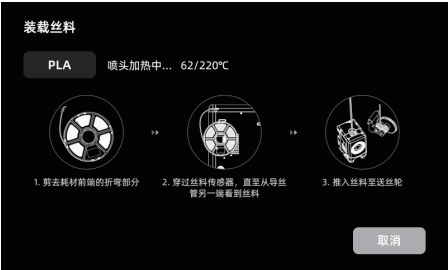 装载丝料
PLA 喷头加热中... 62/220℃
1. 剪去耗材前端的折弯部分
2. 穿过丝料传感器，直至从导丝
管另一端看到丝料
3. 推入丝料至送丝轮
取消